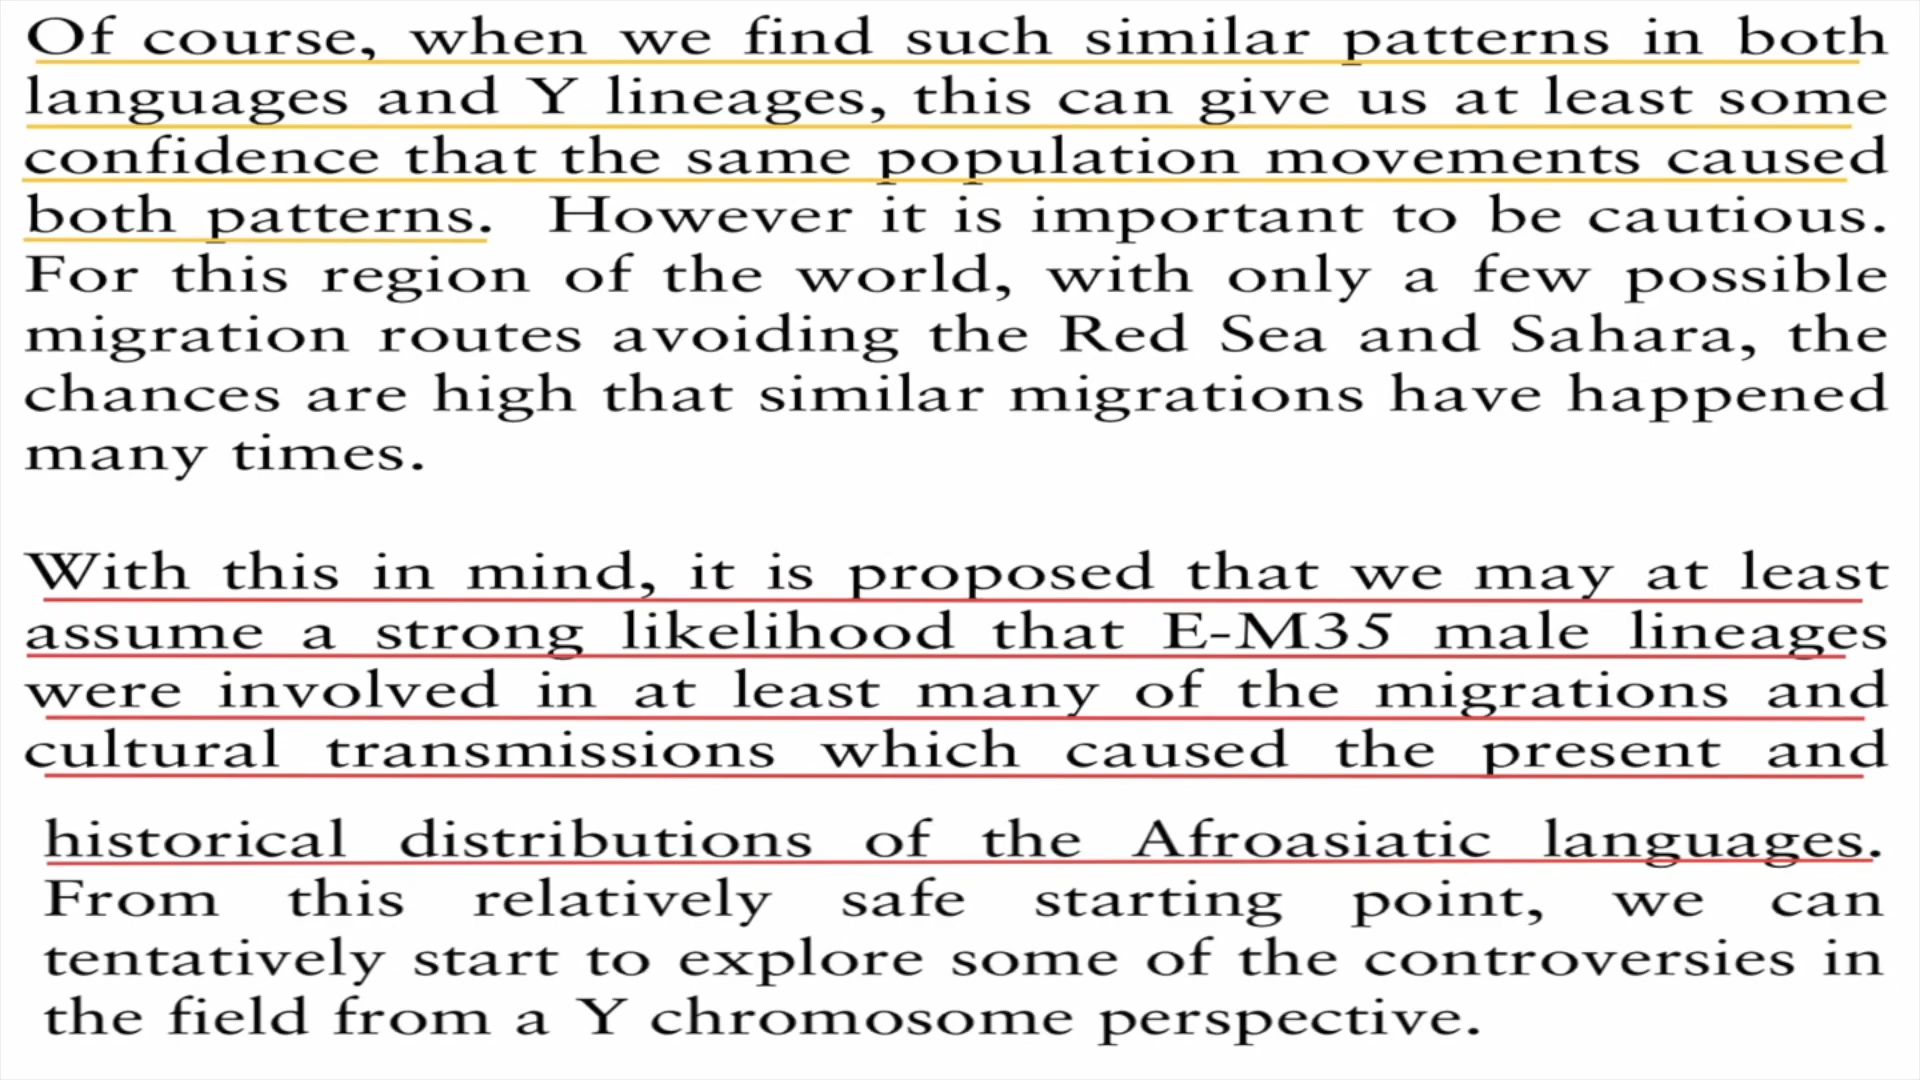 Of course, when we find such similar patterns in both
languages and Y lineages, this can give us at least some
confidence that the same population movements caused
both patterns. However it is important to be cautious.
For this region of the world, with only a few possible
migration routes avoiding the Red Sea and Sahara, the
chances are high that similar migrations have happened
many times.
With this in mind, it is proposed that we may at least
assume a strong likelihood that E-M35 male lineages
were involved in at least many of the migrations and
cultural transmissions which caused the present and
historical distributions of the Afroasiatic languages.
From this relatively safe starting point, we can
tentatively start to explore some of the controversies in
the field from a Y chromosome perspective.